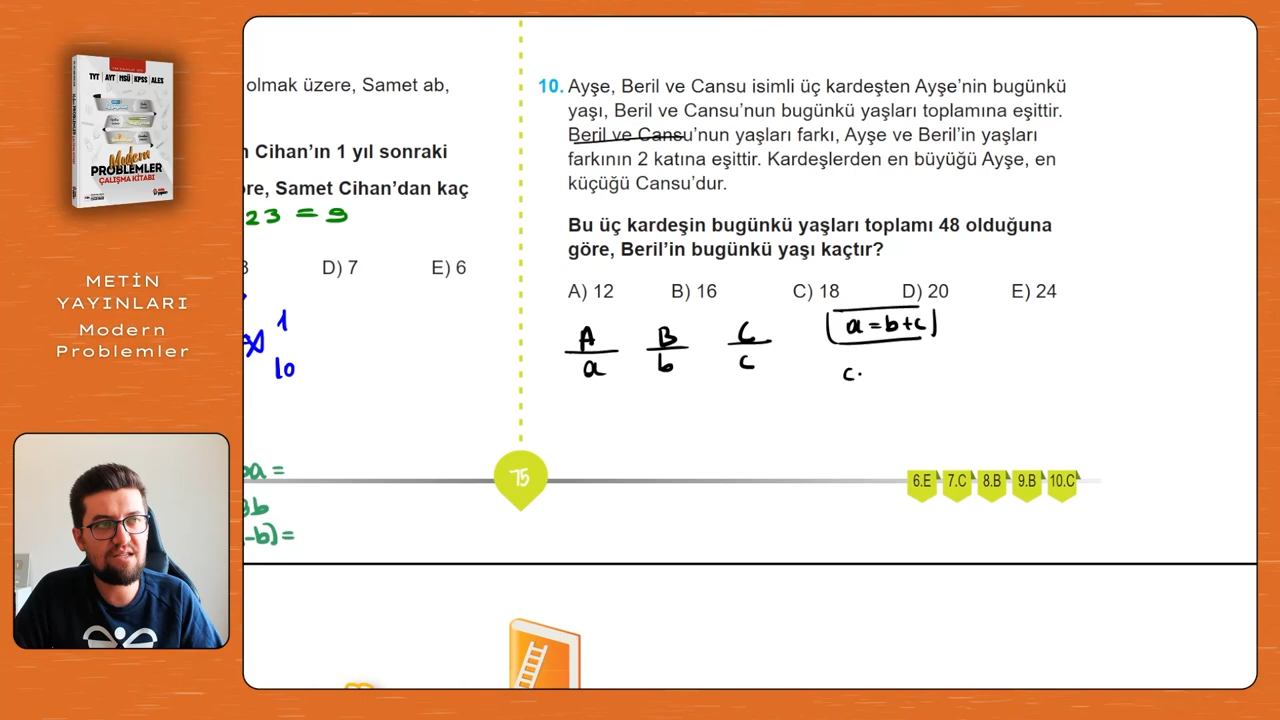 TYT AYT MSÜ KPSS ALES
Modern
PROBLEMLER
ÇALIŞMA KİTABI
METİN
YAYINLARI
Modern
Problemler
olmak üzere, Samet ab,
Cihan'ın 1 yıl sonraki
re, Samet Cihan'dan kaç
23 = 9
D) 7 E) 6
1
10
a =
b
-b) =
10. Ayşe, Beril ve Cansu isimli üç kardeşten Ayşe'nin bugünkü
yaşı, Beril ve Cansu'nun bugünkü yaşları toplamına eşittir.
Beril ve Cansu'nun yaşları farkı, Ayşe ve Beril'in yaşları
farkının 2 katına eşittir. Kardeşlerden en büyüğü Ayşe, en
küçüğü Cansu'dur.
Bu üç kardeşin bugünkü yaşları toplamı 48 olduğuna
göre, Beril'in bugünkü yaşı kaçtır?
A) 12 B) 16 C) 18 D) 20 E) 24
A B C a = b + c
a b c c.
75
6.E 7.C 8.B 9.B 10.C